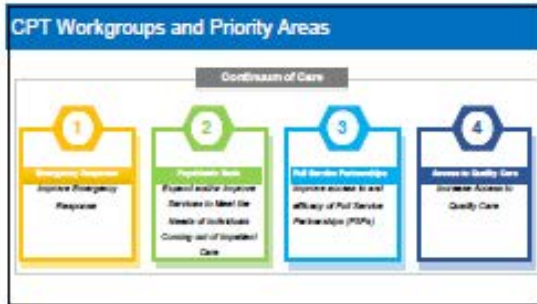 CPT Workgroups and Priority Areas
Continuum of Care
1
Emergency Response
Improve Emergency
Response
2
Psychiatric Beds
Expand and/or Improve
Services to Meet the
Needs of Individuals
Coming out of Inpatient
Care
3
Full Service Partnerships
Improve access to and
efficacy of Full Service
Partnerships (FSPs)
4
Access to Quality Care
Increase Access to
Quality Care